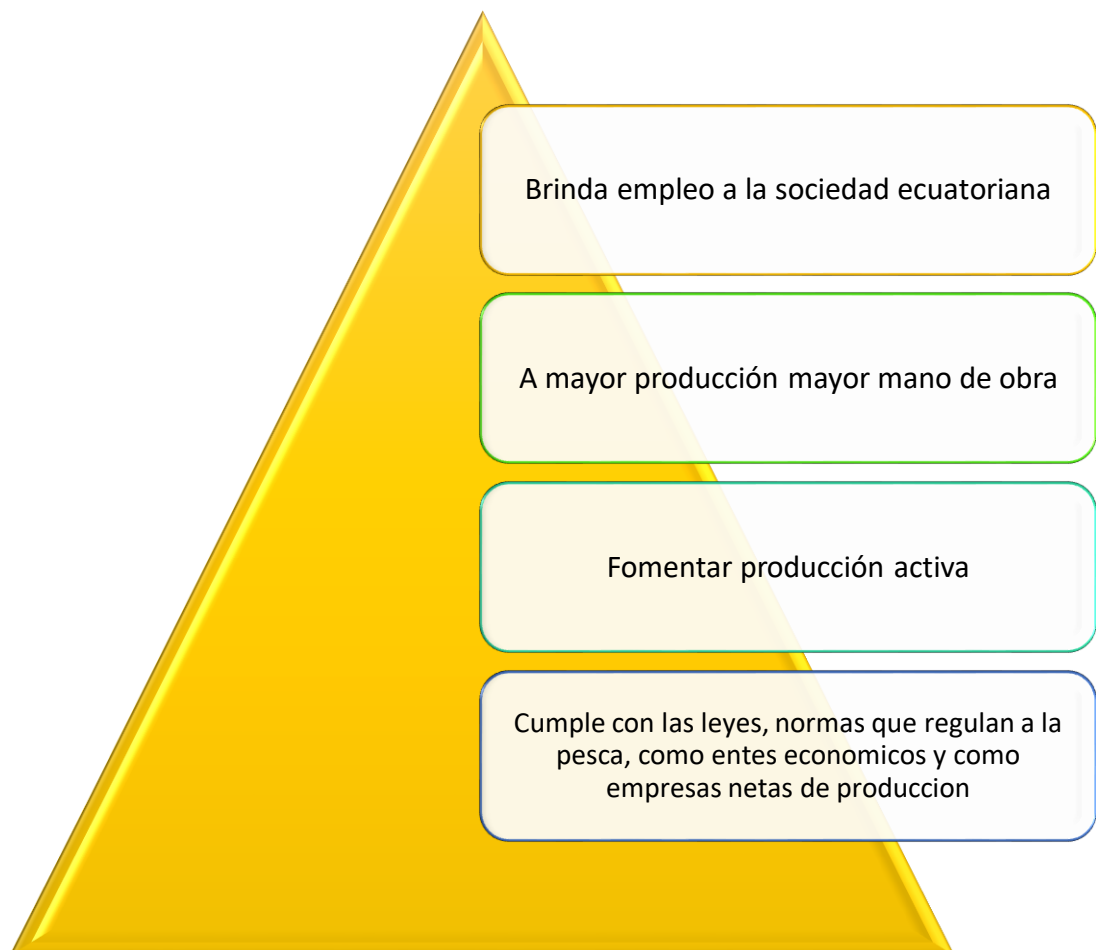 Brinda empleo a la sociedad ecuatoriana
A mayor producción mayor mano de obra
Fomentar producción activa
Cumple con las leyes, normas que regulan a la
pesca, como entes economicos y como
empresas netas de produccion